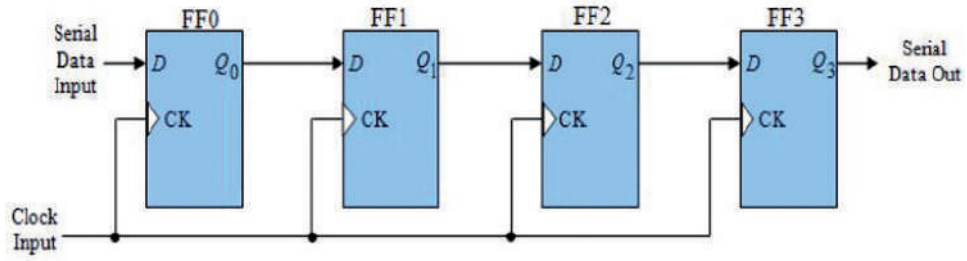 FF0 FF1 FF2 FF3
Serial
Data
Input
D Q0 D Q1 D Q2 D Q3
Serial
Data Out
CK CK CK CK
Clock
Input